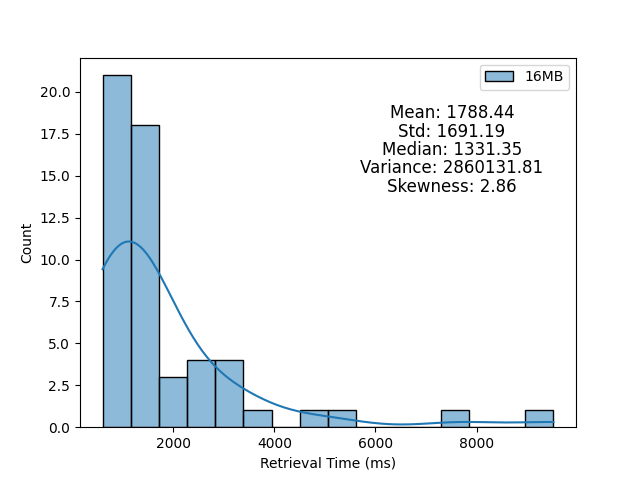 16MB
Mean: 1788.44
Std: 1691.19
Median: 1331.35
Variance: 2860131.81
Skewness: 2.86
20.0
17.5
15.0
12.5
10.0
7.5
5.0
2.5
0.0
Count
2000 4000 6000 8000
Retrieval Time (ms)